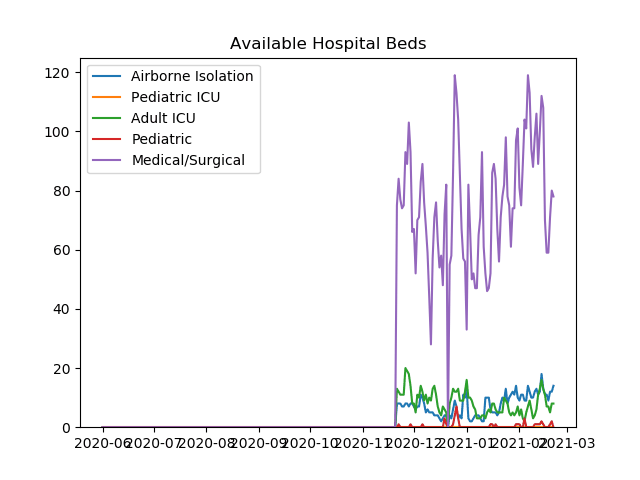 Available Hospital Beds
Airborne Isolation
Pediatric ICU
Adult ICU
Pediatric
Medical/Surgical
120
100
80
60
40
20
0
2020-06 2020-07 2020-08 2020-09 2020-10 2020-11 2020-12 2021-01 2021-02 2021-03